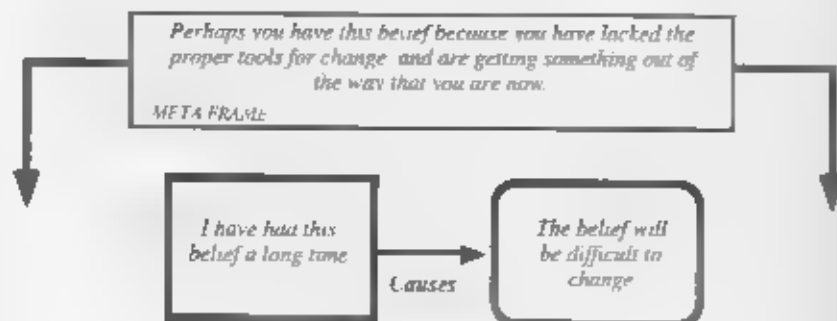 Perhaps you have this belief because you have lacked the
proper tools for change and are getting something out of
the way that you are now.
META FRAME
I have had this
belief a long time
Causes
The belief will
be difficult to
change